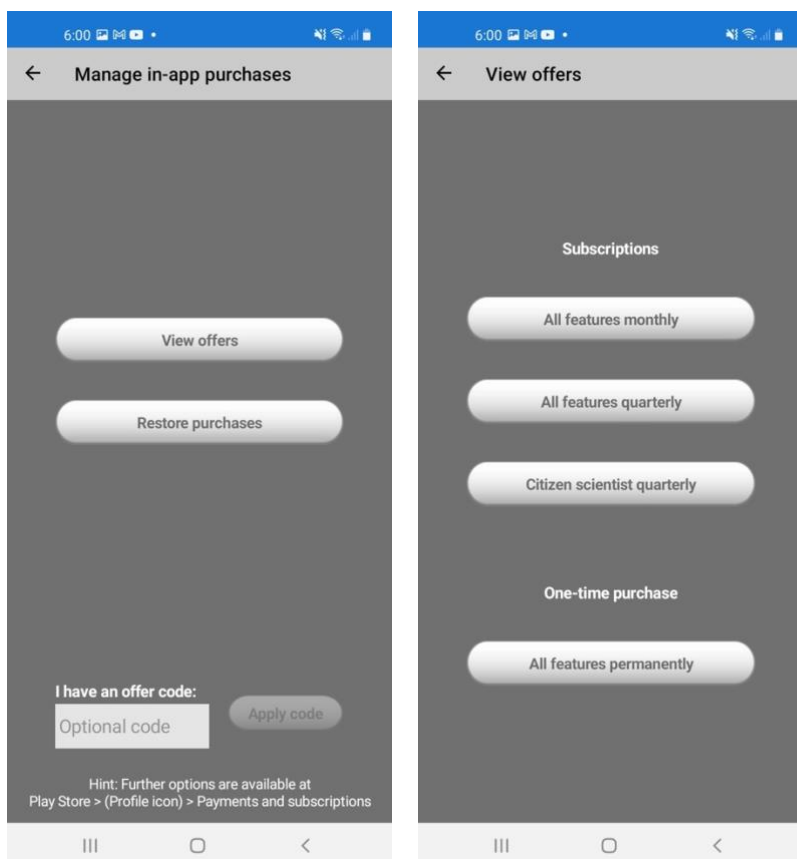 6:00
Manage in-app purchases
View offers
Restore purchases
I have an offer code:
Optional code
Apply code
Hint: Further options are available at
Play Store > (Profile icon) > Payments and subscriptions
6:00
View offers
Subscriptions
All features monthly
All features quarterly
Citizen scientist quarterly
One-time purchase
All features permanently